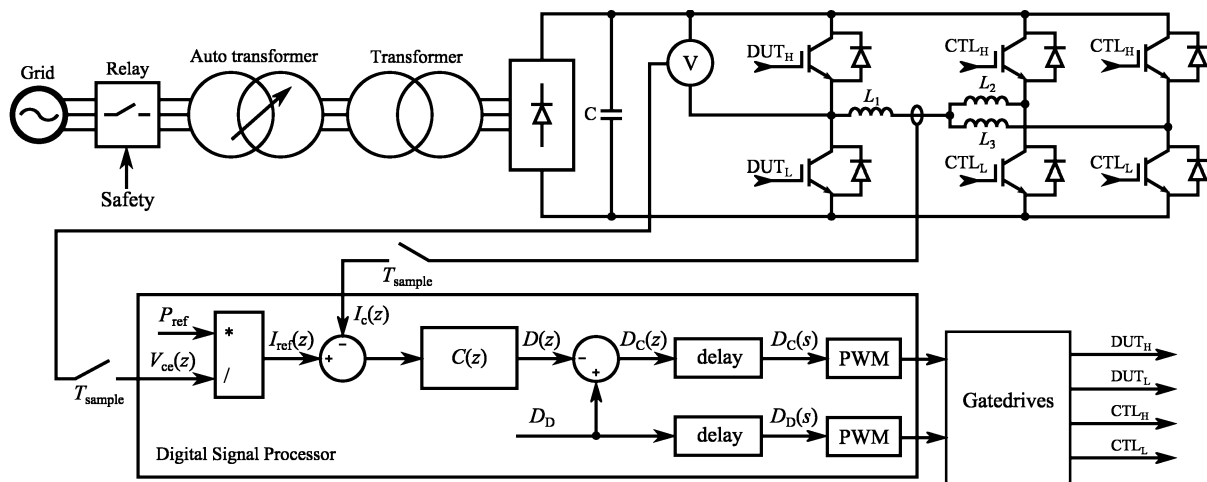 Grid
Relay
Auto transformer
Transformer
Safety
C
V
DUT_H
DUT_L
L_1
CTL_H
L_2
L_3
CTL_L
CTL_H
CTL_L
T_sample
T_sample
P_ref
V_ce(z)
*
/
I_ref(z)
I_c(z)
+ -
C(z)
D(z)
- +
D_C(z)
delay
D_C(s)
PWM
D_D
delay
D_D(s)
PWM
Digital Signal Processor
Gatedrives
DUT_H
DUT_L
CTL_H
CTL_L